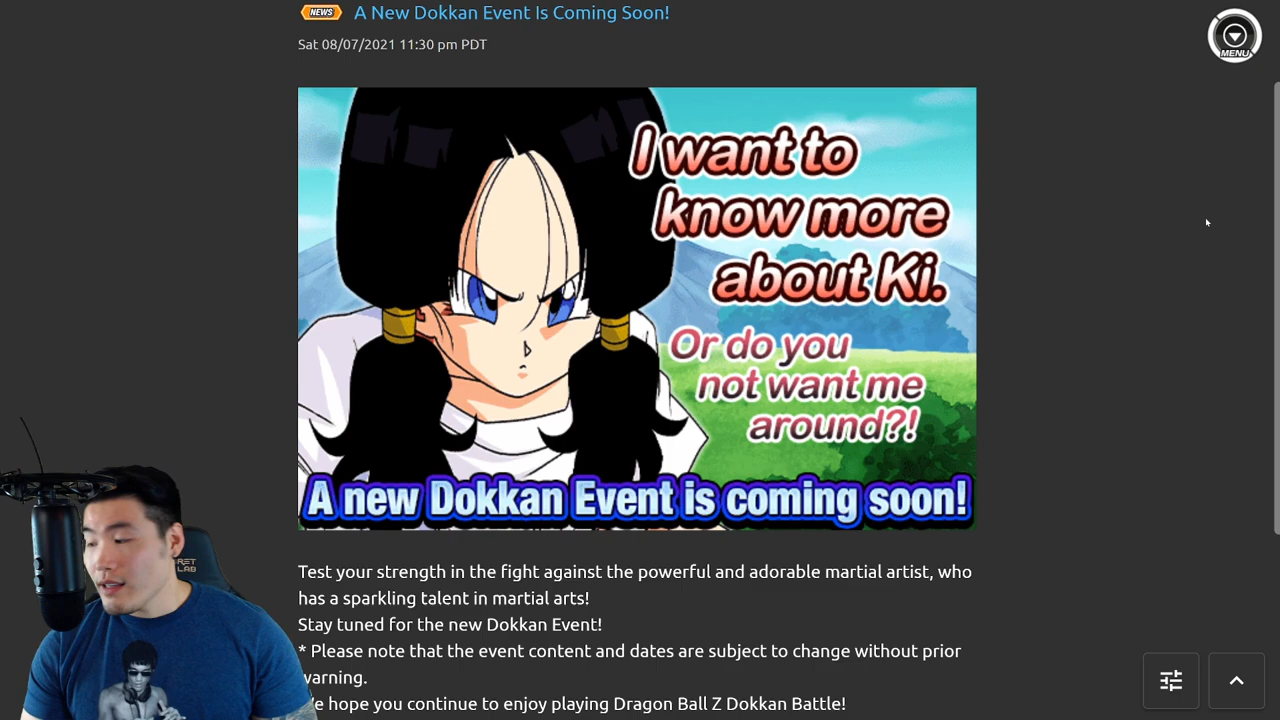 NEWS A New Dokkan Event Is Coming Soon!
Sat 08/07/2021 11:30 pm PDT
MENU
I want to
know more
about Ki.
Or do you
not want me
around?!
A new Dokkan Event is coming soon!
Test your strength in the fight against the powerful and adorable martial artist, who
has a sparkling talent in martial arts!
Stay tuned for the new Dokkan Event!
* Please note that the event content and dates are subject to change without prior
warning.
We hope you continue to enjoy playing Dragon Ball Z Dokkan Battle!
RET
LAB